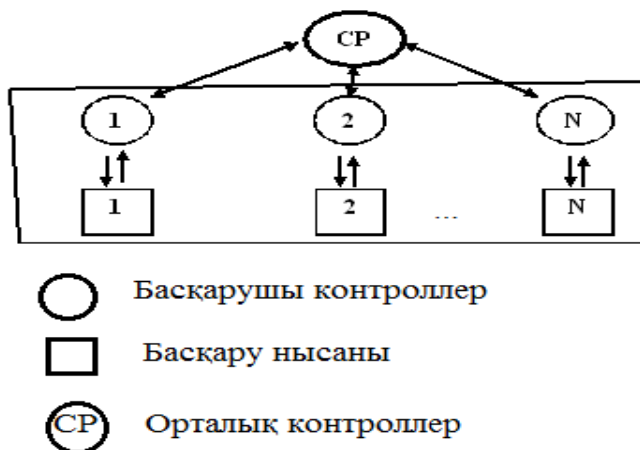 CP
1 2 N
1 2 ... N
Басқарушы контроллер
Басқару нысаны
CP Орталық контроллер